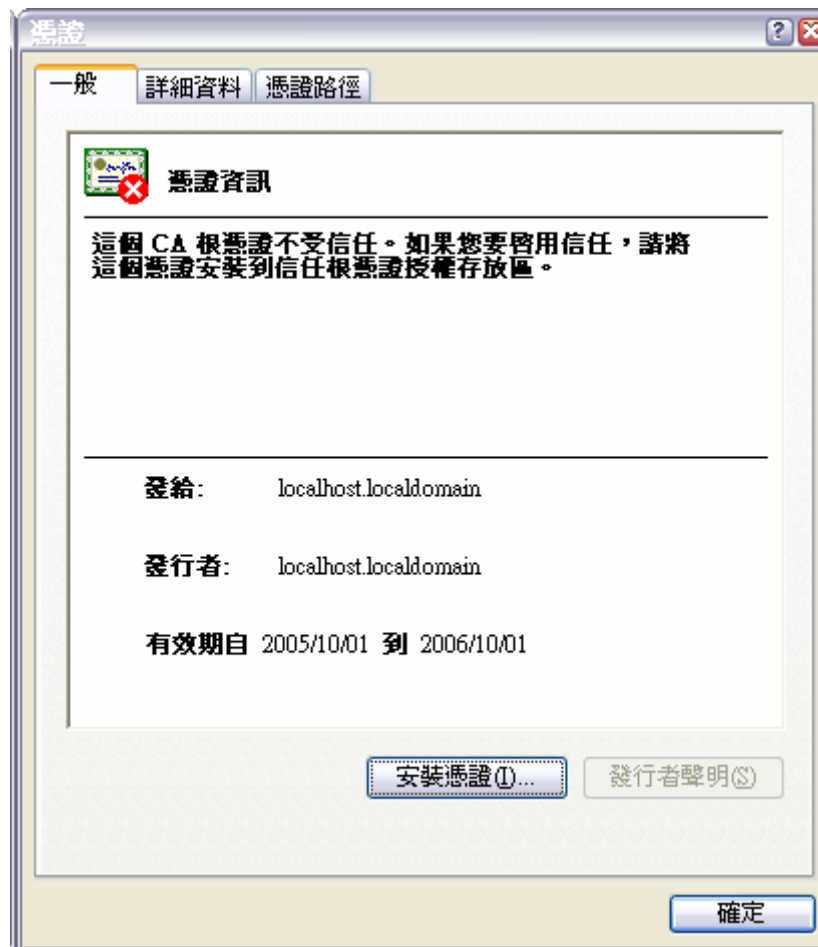 憑證
一般 詳細資料 憑證路徑
憑證資訊
這個 CA 根憑證不受信任。如果您要啓用信任，請將
這個憑證安裝到信任根憑證授權存放區。
發給: localhost.localdomain
發行者: localhost.localdomain
有效期自 2005/10/01 到 2006/10/01
安裝憑證(I)... 發行者聲明(S)
確定